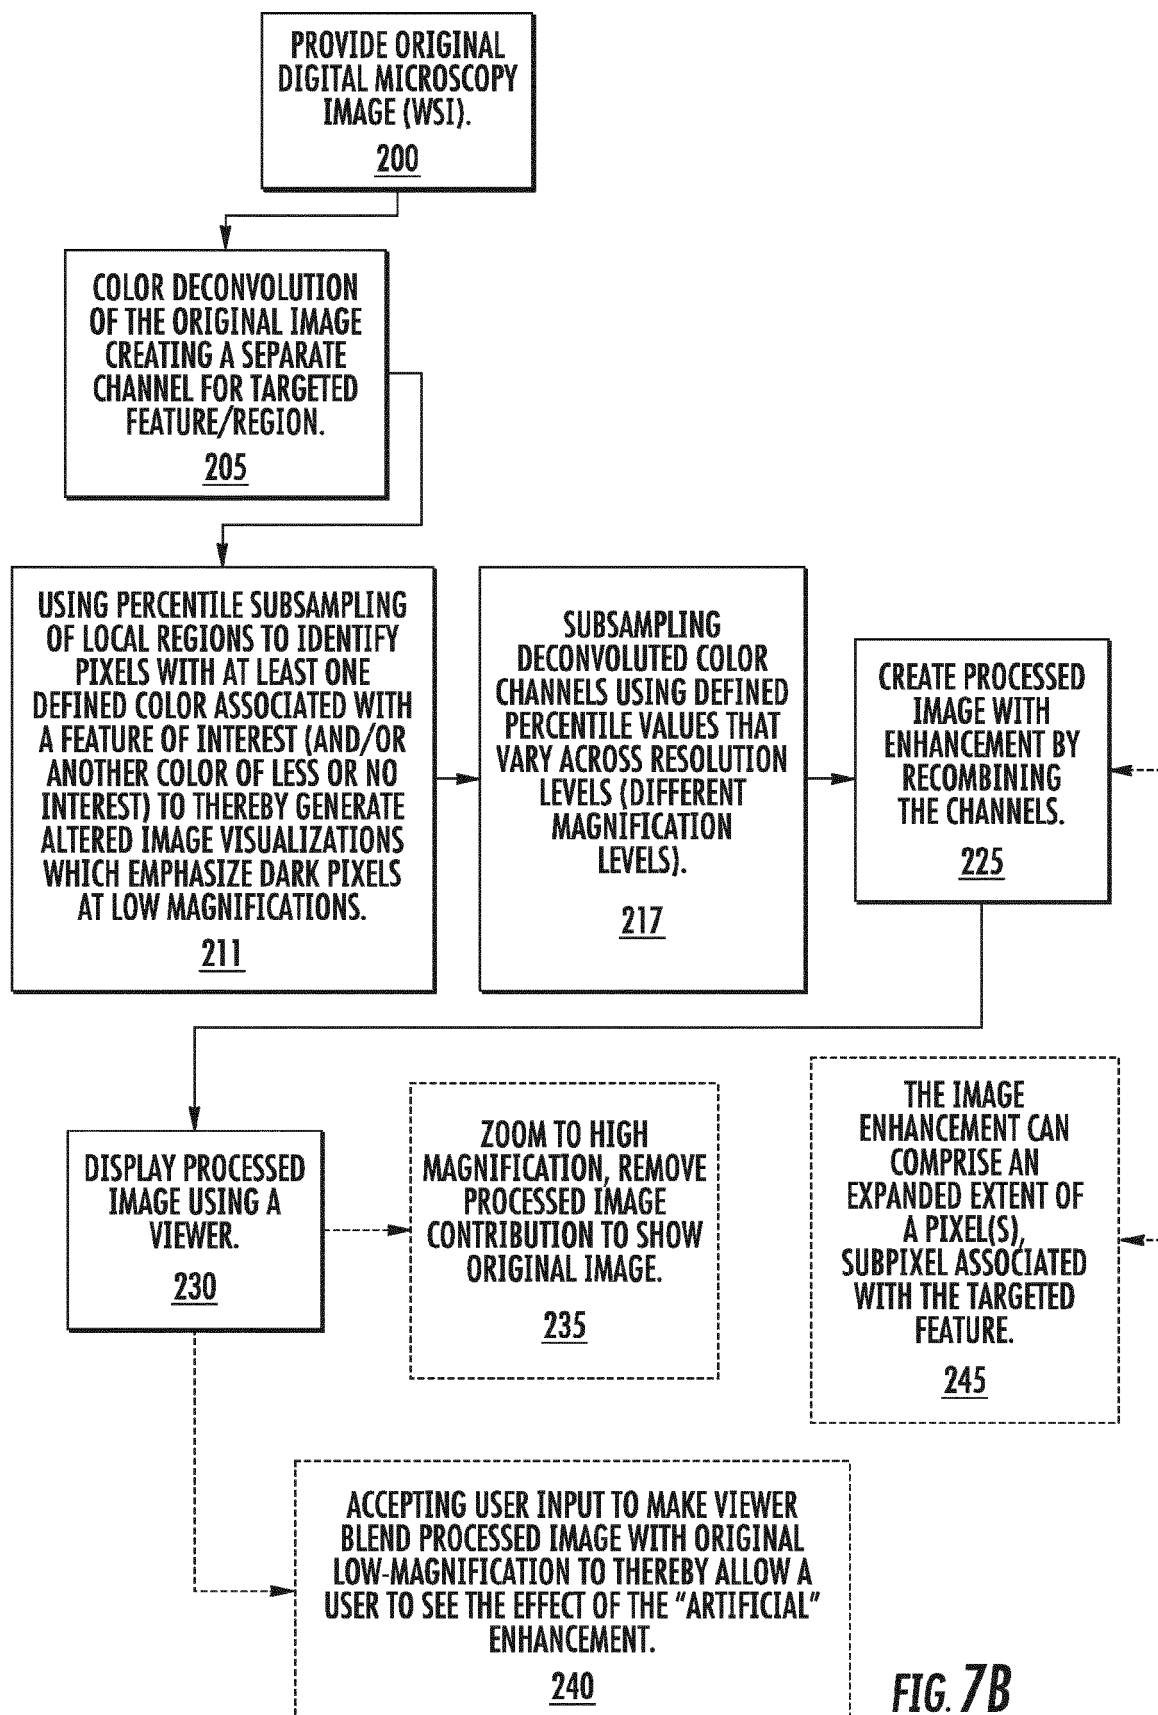 PROVIDE ORIGINAL
DIGITAL MICROSCOPY
IMAGE (WSI).
200
COLOR DECONVOLUTION
OF THE ORIGINAL IMAGE
CREATING A SEPARATE
CHANNEL FOR TARGETED
FEATURE/REGION.
205
USING PERCENTILE SUBSAMPLING
OF LOCAL REGIONS TO IDENTIFY
PIXELS WITH AT LEAST ONE
DEFINED COLOR ASSOCIATED WITH
A FEATURE OF INTEREST (AND/OR
ANOTHER COLOR OF LESS OR NO
INTEREST) TO THEREBY GENERATE
ALTERED IMAGE VISUALIZATIONS
WHICH EMPHASIZE DARK PIXELS
AT LOW MAGNIFICATIONS.
211
SUBSAMPLING
DECONVOLUTED COLOR
CHANNELS USING DEFINED
PERCENTILE VALUES THAT
VARY ACROSS RESOLUTION
LEVELS (DIFFERENT
MAGNIFICATION
LEVELS).
217
CREATE PROCESSED
IMAGE WITH
ENHANCEMENT BY
RECOMBINING
THE CHANNELS.
225
DISPLAY PROCESSED
IMAGE USING A
VIEWER.
230
ZOOM TO HIGH
MAGNIFICATION, REMOVE
PROCESSED IMAGE
CONTRIBUTION TO SHOW
ORIGINAL IMAGE.
235
THE IMAGE
ENHANCEMENT CAN
COMPRISE AN
EXPANDED EXTENT OF
A PIXEL(S),
SUBPIXEL ASSOCIATED
WITH THE TARGETED
FEATURE.
245
ACCEPTING USER INPUT TO MAKE VIEWER
BLEND PROCESSED IMAGE WITH ORIGINAL
LOW-MAGNIFICATION TO THEREBY ALLOW A
USER TO SEE THE EFFECT OF THE “ARTIFICIAL”
ENHANCEMENT.
240
FIG. 7B